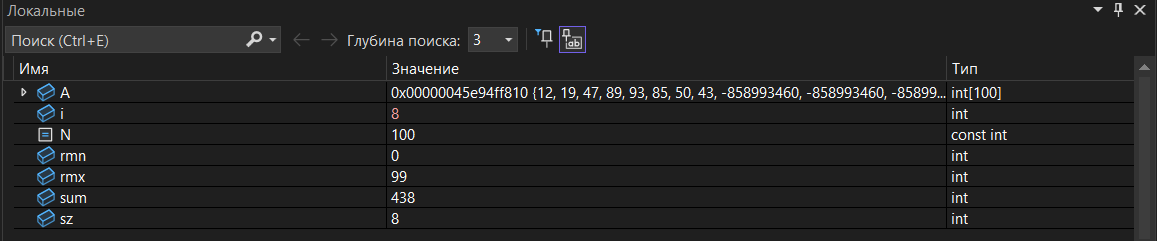 Локальные
Поиск (Ctrl+E) Глубина поиска: 3
Имя Значение Тип
A 0x00000045e94ff810 {12, 19, 47, 89, 93, 85, 50, 43, -858993460, -858993460, -85899... int[100]
i 8 int
N 100 const int
rmn 0 int
rmx 99 int
sum 438 int
sz 8 int